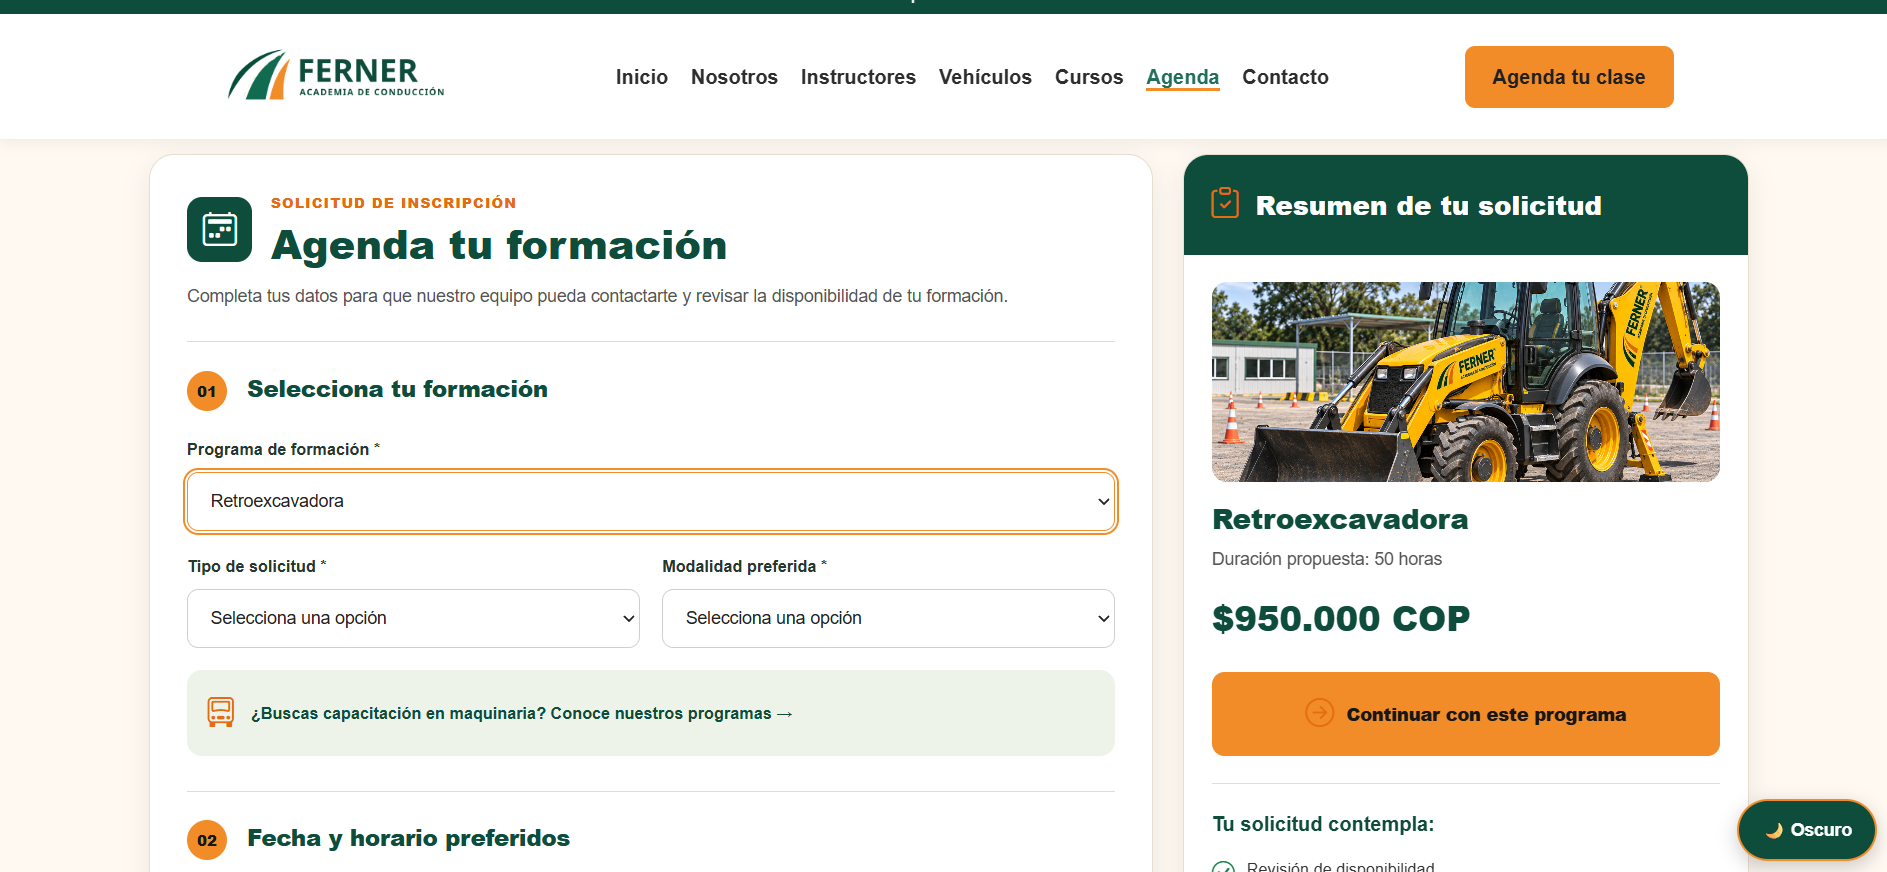 FERNER
ACADEMIA DE CONDUCCIÓN
Inicio
Nosotros
Instructores
Vehículos
Cursos
Agenda
Contacto
Agenda tu clase
SOLICITUD DE INSCRIPCIÓN
Agenda tu formación
Completa tus datos para que nuestro equipo pueda contactarte y revisar la disponibilidad de tu formación.
01
Selecciona tu formación
Programa de formación *
Retroexcavadora
Tipo de solicitud *
Modalidad preferida *
Selecciona una opción
Selecciona una opción
¿Buscas capacitación en maquinaria? Conoce nuestros programas →
02
Fecha y horario preferidos
Resumen de tu solicitud
FERNER
FERNER
Retroexcavadora
Duración propuesta: 50 horas
$950.000 COP
Continuar con este programa
Tu solicitud contempla:
Revisión de disponibilidad
Oscuro